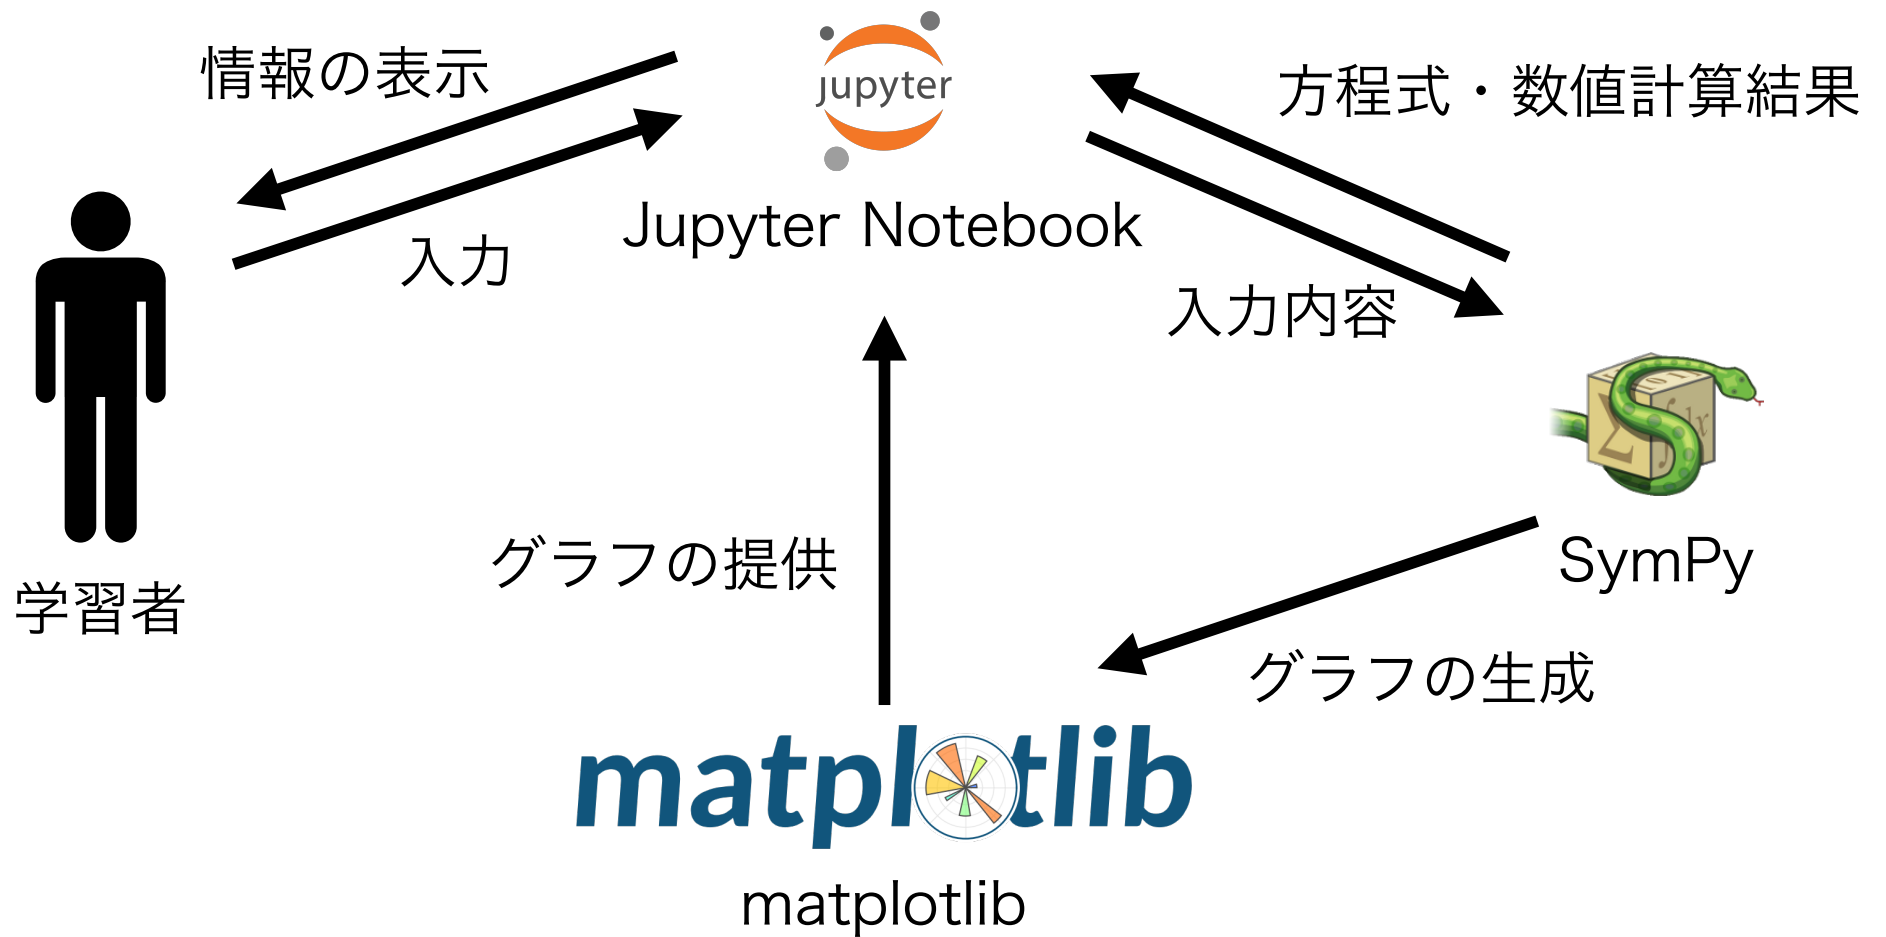 情報の表示
jupyter
方程式・数値計算結果
Jupyter Notebook
入力
入力内容
グラフの提供
SymPy
学習者
グラフの生成
matplotlib
matplotlib